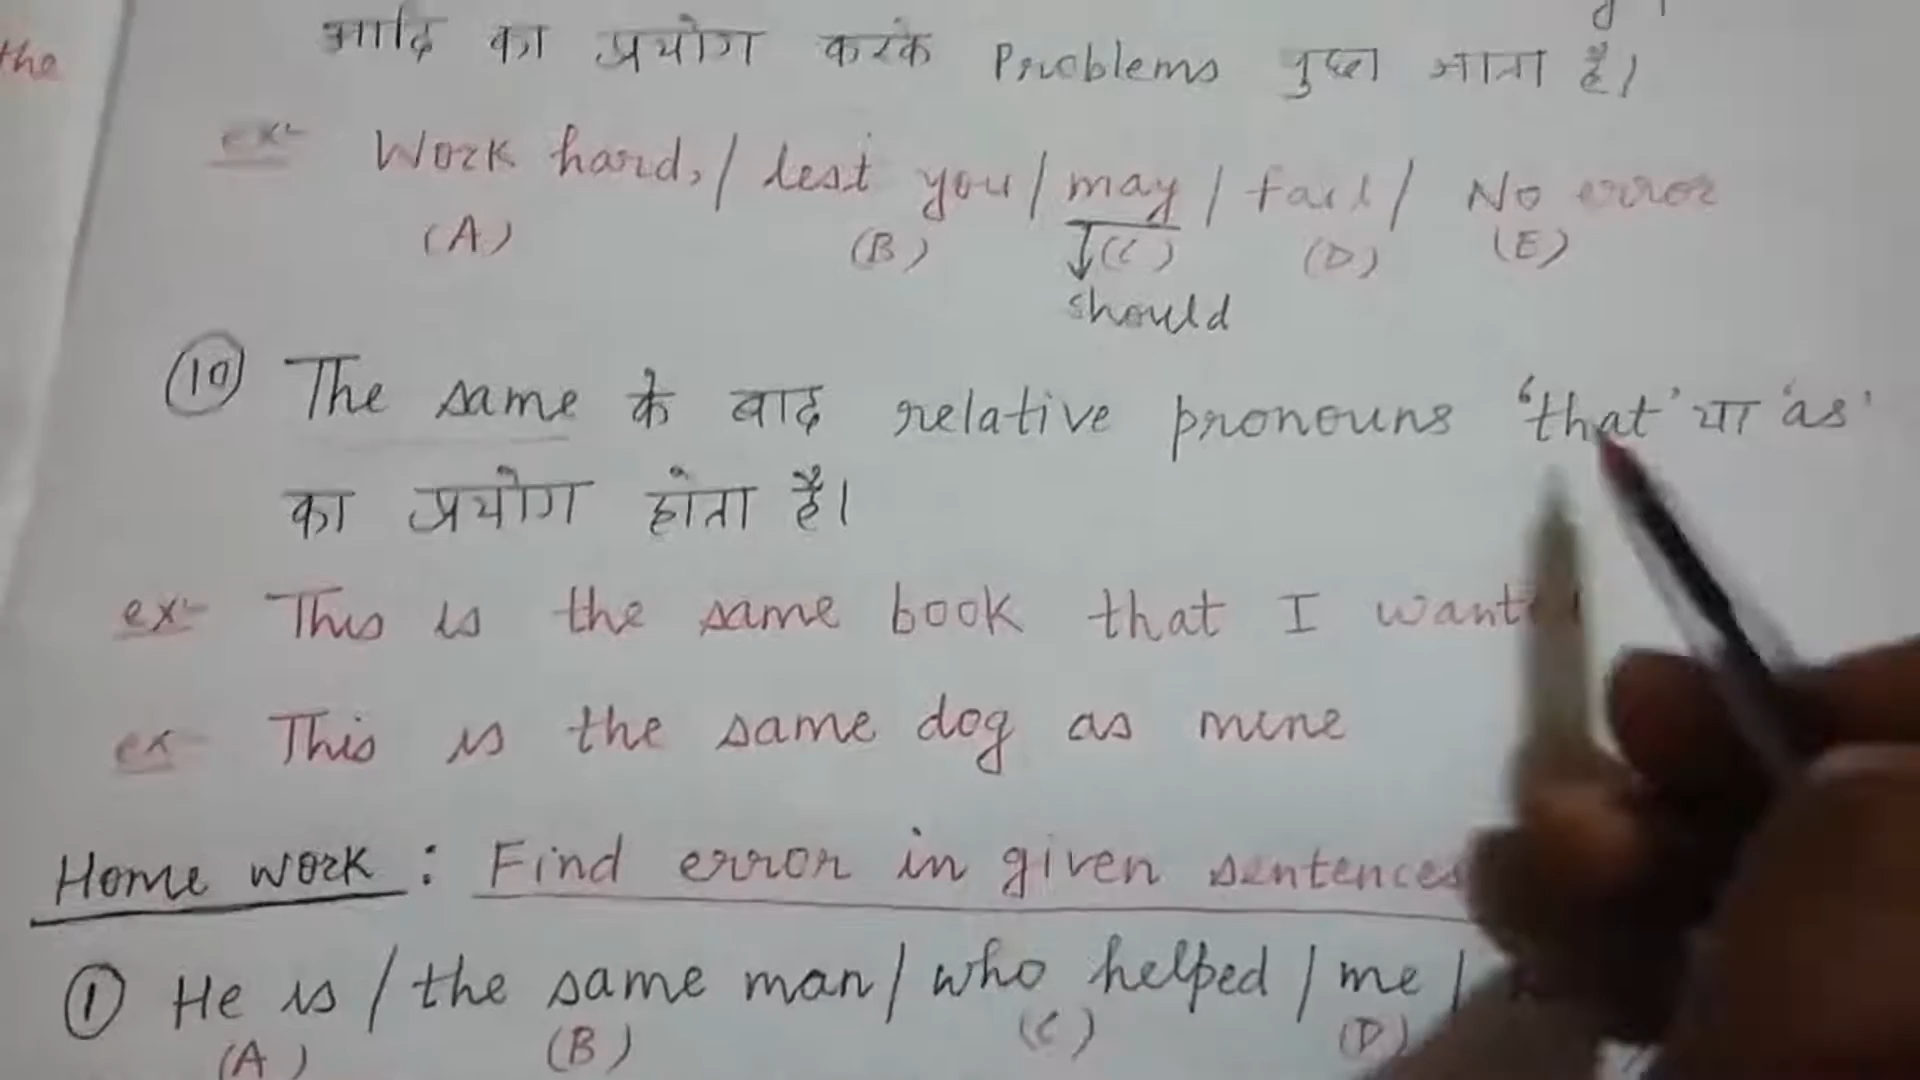 the
आदि का प्रयोग करके Problems पुछा जाता है।
ex- Work hard, / lest you / may / fail / No error
(A) (B) (C) (D) (E)
should
(10) The same के बाद relative pronouns 'that' या 'as'
का प्रयोग होता है।
ex- This is the same book that I
ex- This is the same dog as mine
Home work : Find error in given sentences
(1) He is / the same man / who helped / me /
(A) (B) (C) (D)